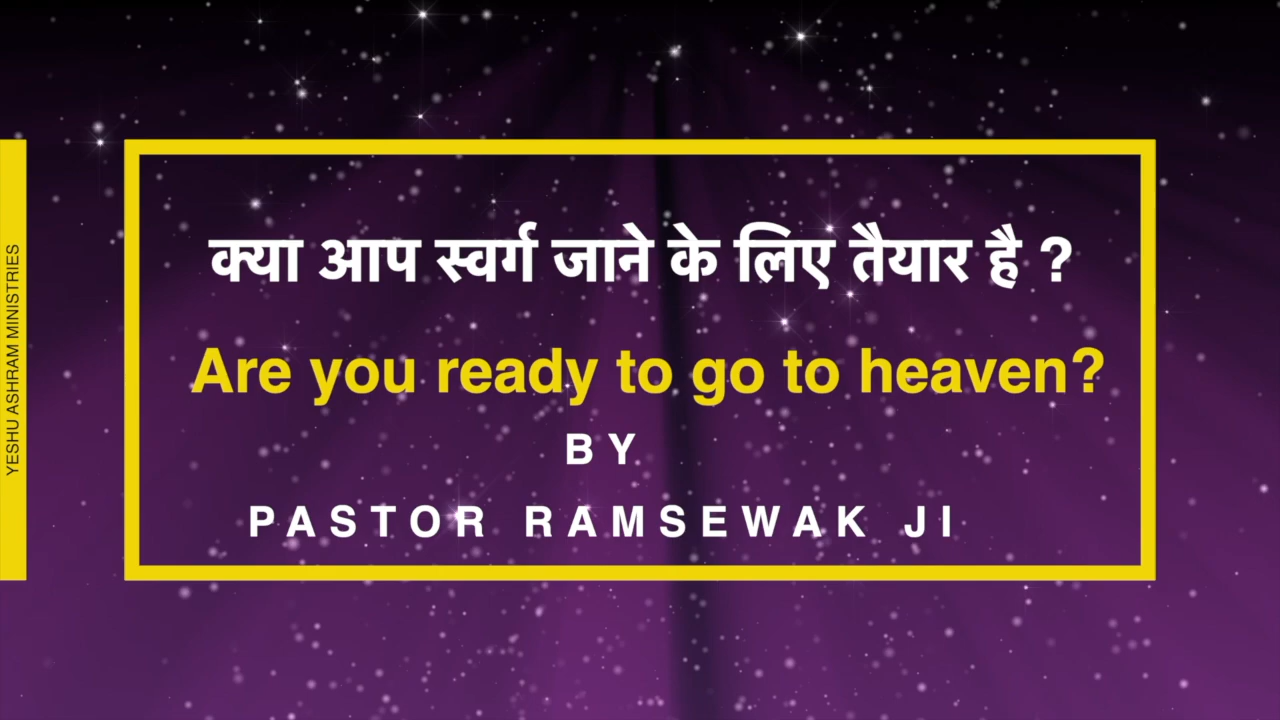 YESHU ASHRAM MINISTRIES
क्या आप स्वर्ग जाने के लिए तैयार है ?
Are you ready to go to heaven?
BY
PASTOR RAMSEWAK JI